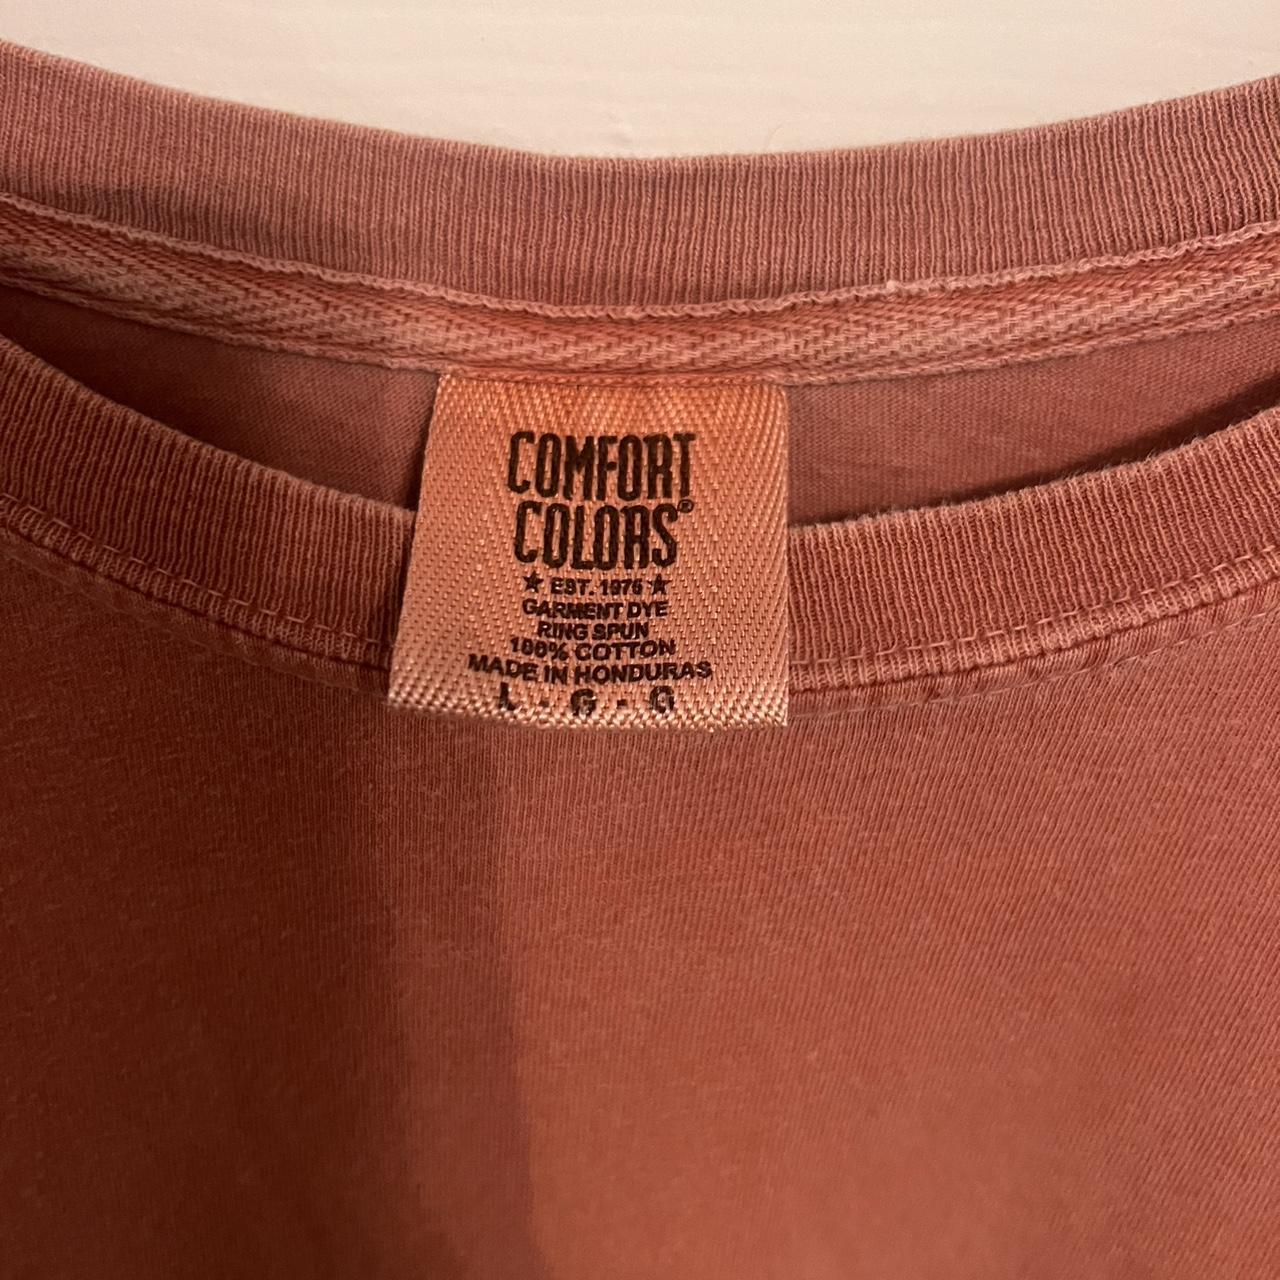 COMFORT
COLORS®
★ EST. 1975 ★
GARMENT DYE
RING SPUN
100% COTTON
MADE IN HONDURAS
L · G · G